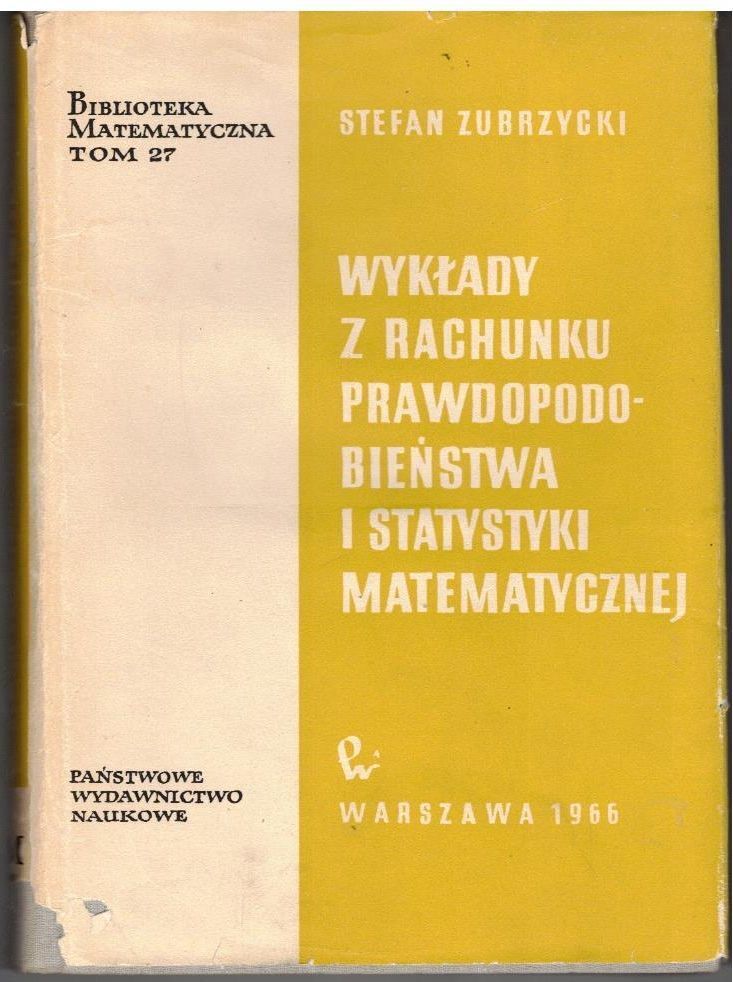 BIBLIOTEKA
MATEMATYCZNA
TOM 27
STEFAN ZUBRZYCKI
WYKŁADY
Z RACHUNKU
PRAWDOPODO-
BIEŃSTWA
I STATYSTYKI
MATEMATYCZNEJ
PAŃSTWOWE
WYDAWNICTWO
NAUKOWE
WARSZAWA 1966